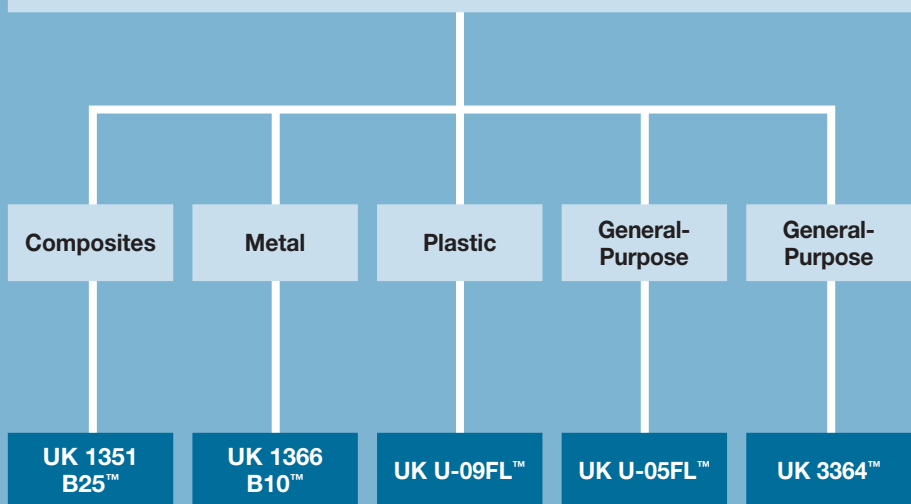 Composites
Metal
Plastic
General-
Purpose
General-
Purpose
UK 1351
B25™
UK 1366
B10™
UK U-09FL™
UK U-05FL™
UK 3364™